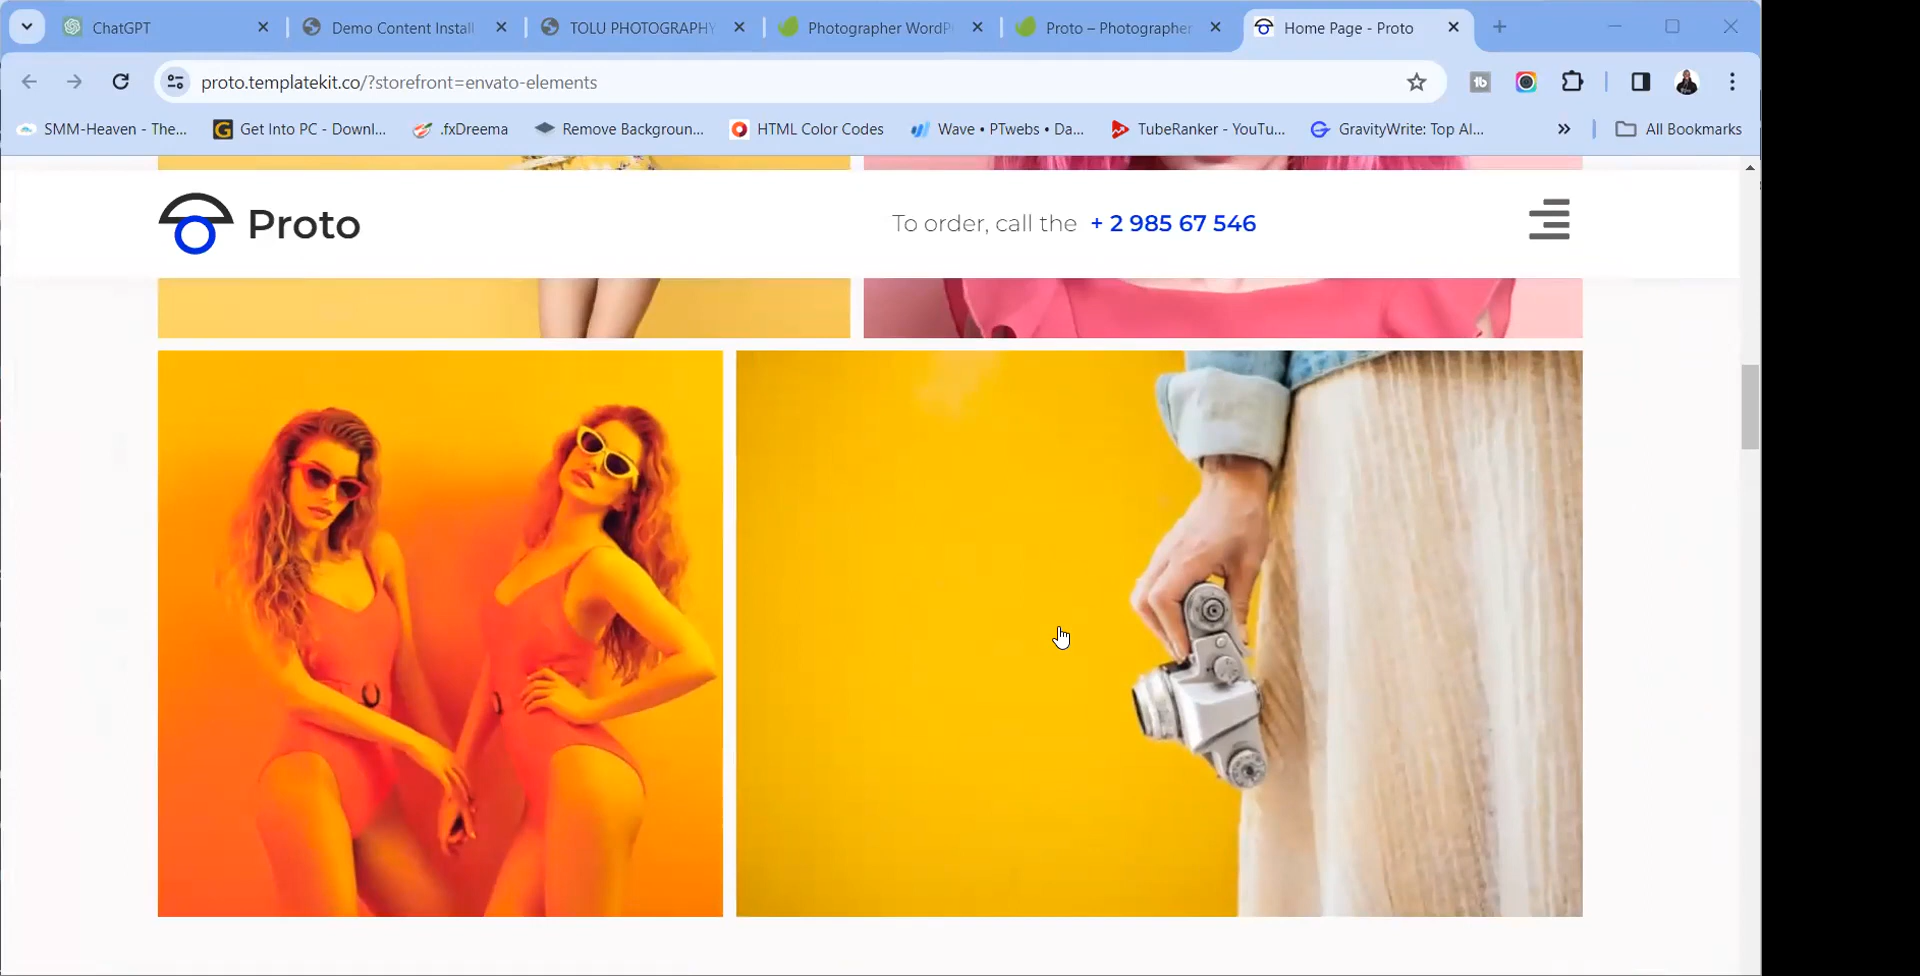 ChatGPT
Demo Content Install
TOLU PHOTOGRAPHY
Photographer WordP
Proto – Photographer
Home Page - Proto
proto.templatekit.co/?storefront=envato-elements
SMM-Heaven - The...
Get Into PC - Downl...
.fxDreema
Remove Backgroun...
HTML Color Codes
Wave • PTwebs • Da...
TubeRanker - YouTu...
GravityWrite: Top AI...
All Bookmarks
Proto
To order, call the + 2 985 67 546